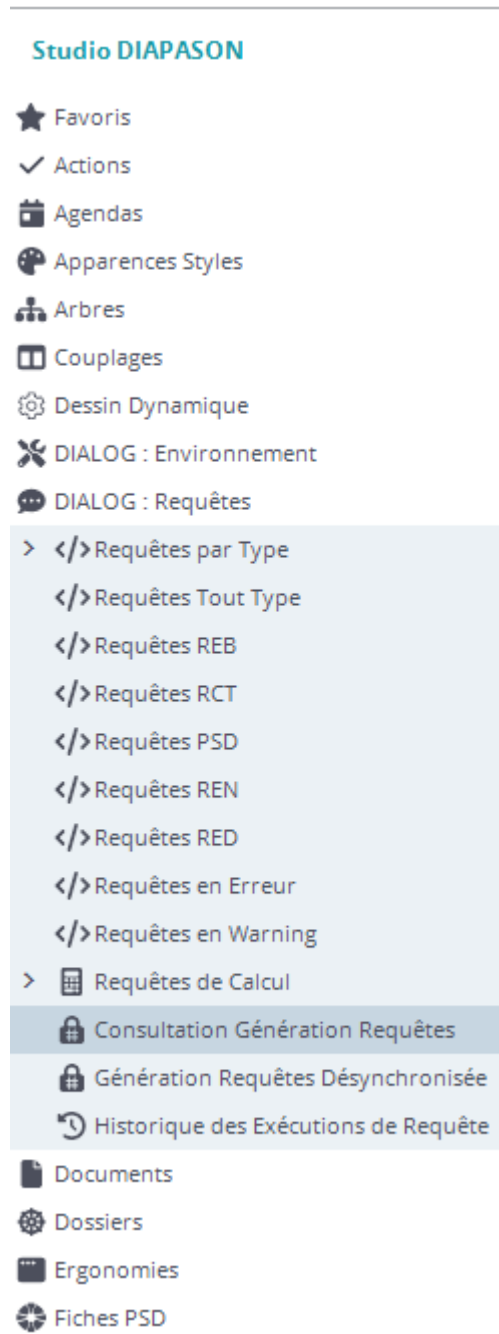 Studio DIAPASON
Favoris
Actions
Agendas
Apparences Styles
Arbres
Couplages
Dessin Dynamique
DIALOG : Environnement
DIALOG : Requêtes
Requêtes par Type
Requêtes Tout Type
Requêtes REB
Requêtes RCT
Requêtes PSD
Requêtes REN
Requêtes RED
Requêtes en Erreur
Requêtes en Warning
Requêtes de Calcul
Consultation Génération Requêtes
Génération Requêtes Désynchronisée
Historique des Exécutions de Requête
Documents
Dossiers
Ergonomies
Fiches PSD